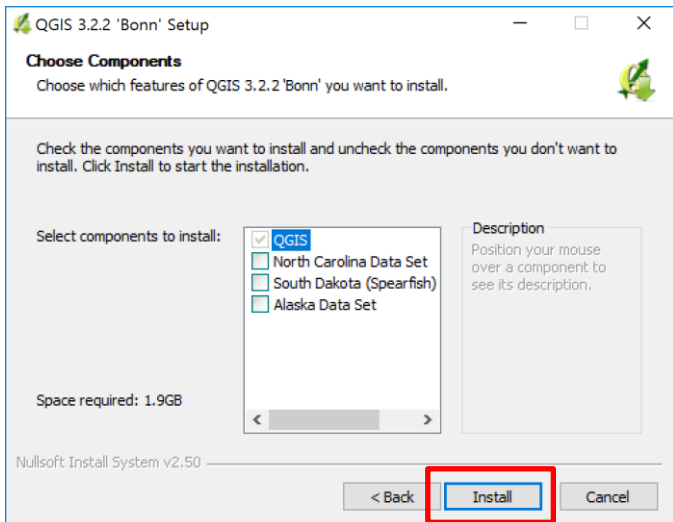 QGIS 3.2.2 'Bonn' Setup
Choose Components
Choose which features of QGIS 3.2.2 'Bonn' you want to install.
Check the components you want to install and uncheck the components you don't want to
install. Click Install to start the installation.
Select components to install:
QGIS
North Carolina Data Set
South Dakota (Spearfish)
Alaska Data Set
Description
Position your mouse
over a component to
see its description.
Space required: 1.9GB
Nullsoft Install System v2.50
< Back
Install
Cancel